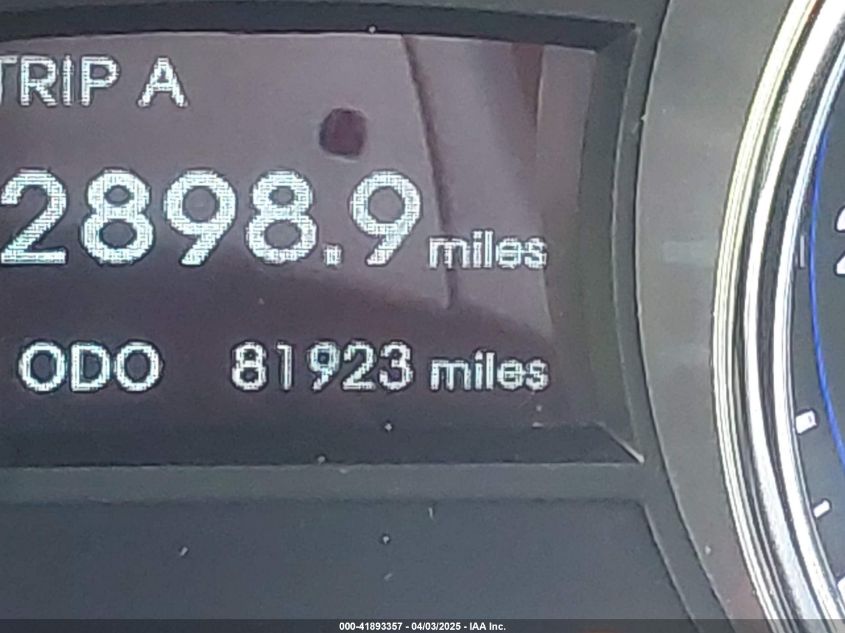 TRIP A
2898.9 miles
ODO 81923 miles
000-41893357 - 04/03/2025 - IAA Inc.